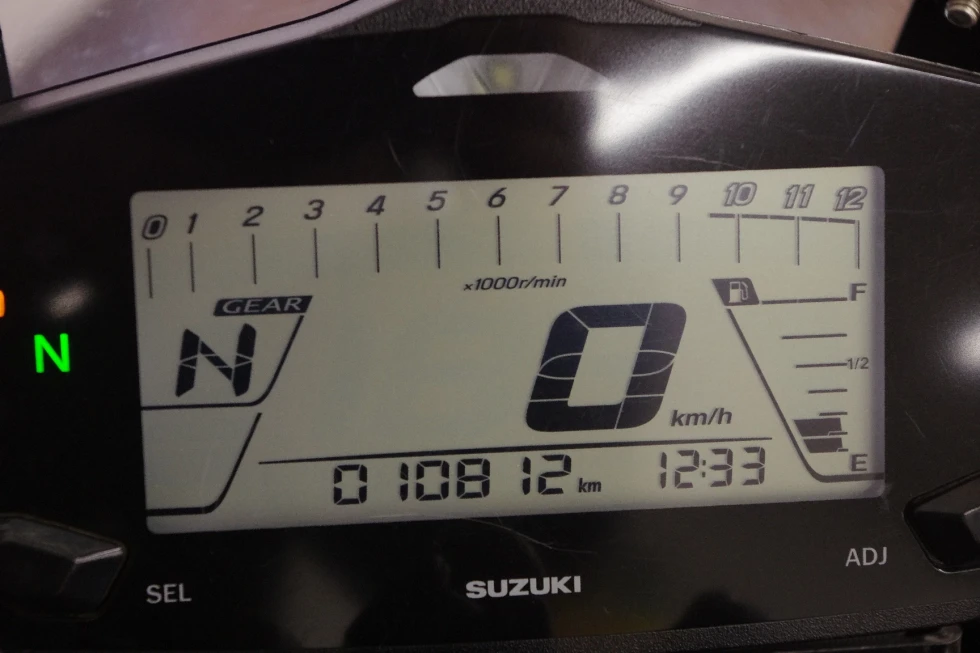 0 1 2 3 4 5 6 7 8 9 10 11 12
x1000r/min
GEAR
F
N
N
0
1/2
km/h
E
010812 km 12:33
ADJ
SEL
SUZUKI